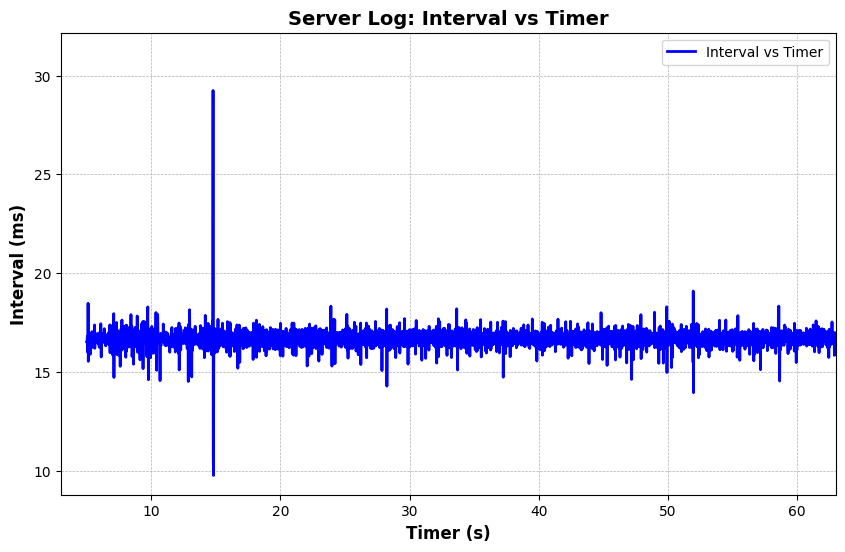 Server Log: Interval vs Timer
Interval vs Timer
30
25
20
15
10
Interval (ms)
10 20 30 40 50 60
Timer (s)